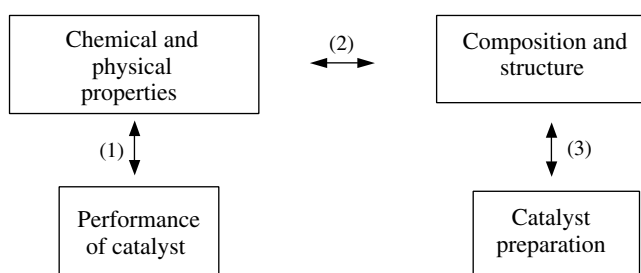 Chemical and
physical
properties
(2)
Composition and
structure
(1)
(3)
Performance
of catalyst
Catalyst
preparation